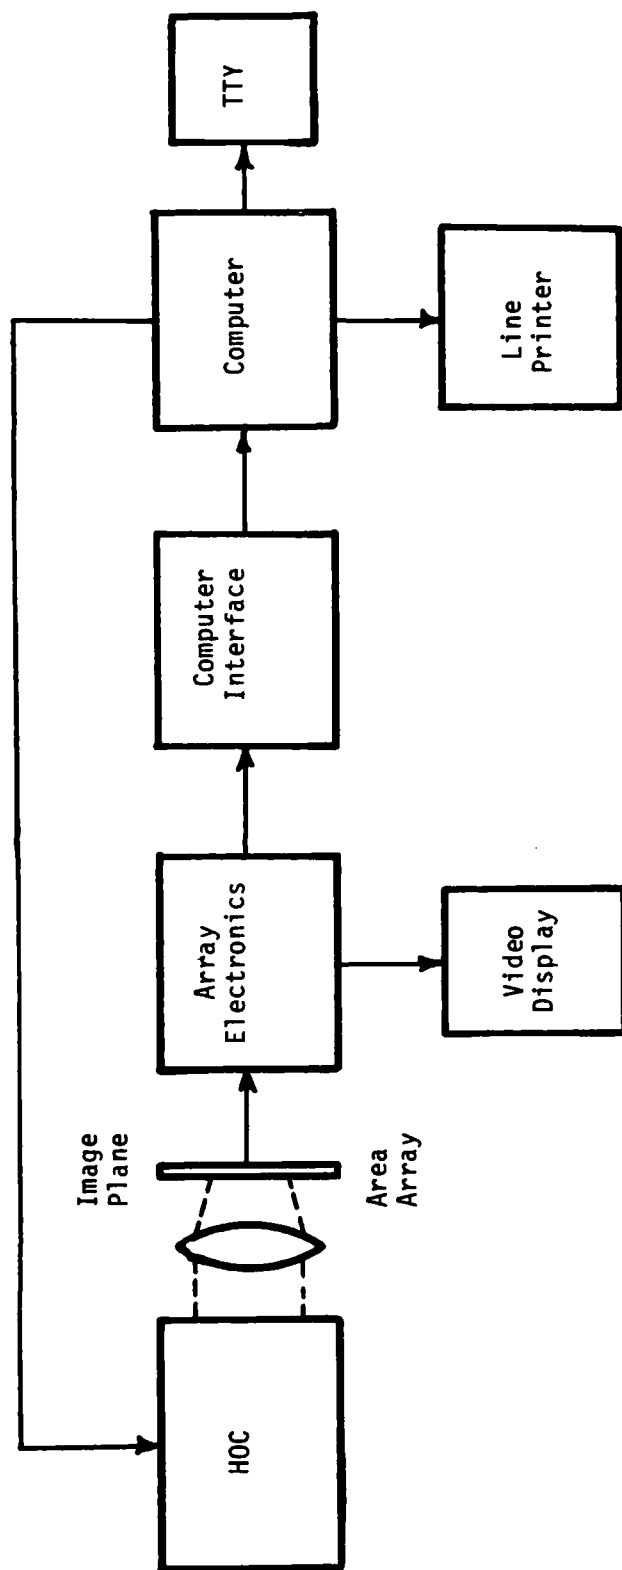 HOC
Image
Plane
Area
Array
Array
Electronics
Video
Display
Computer
Interface
Computer
Line
Printer
TTY